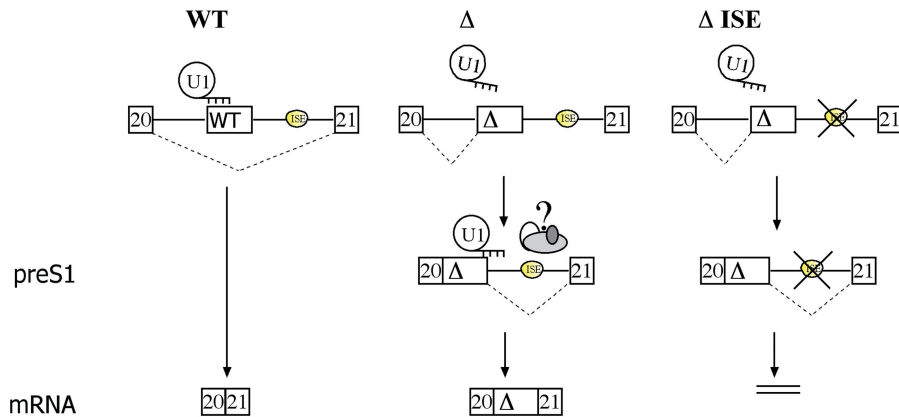 WT Δ Δ ISE
U1 U1 U1
20 WT ISE 21 20 Δ ISE 21 20 Δ ISE 21
?
U1
preS1 20 Δ ISE 21 20 Δ ISE 21
mRNA 20 21 20 Δ 21